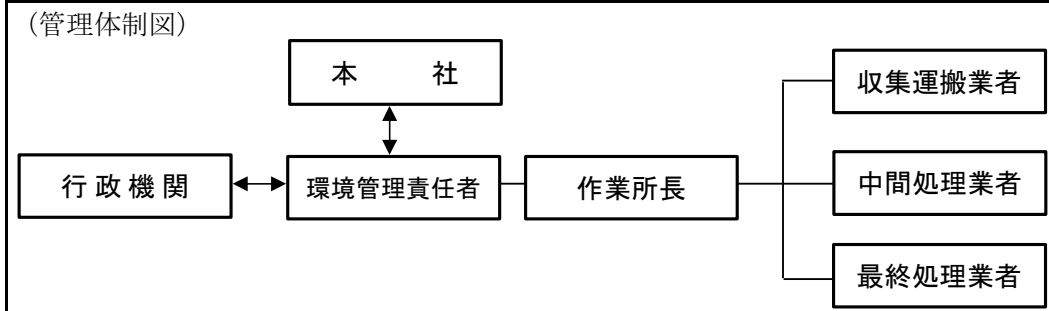 (管理体制図)
本 社
収集運搬業者
行政機関
環境管理責任者
作業所長
中間処理業者
最終処理業者